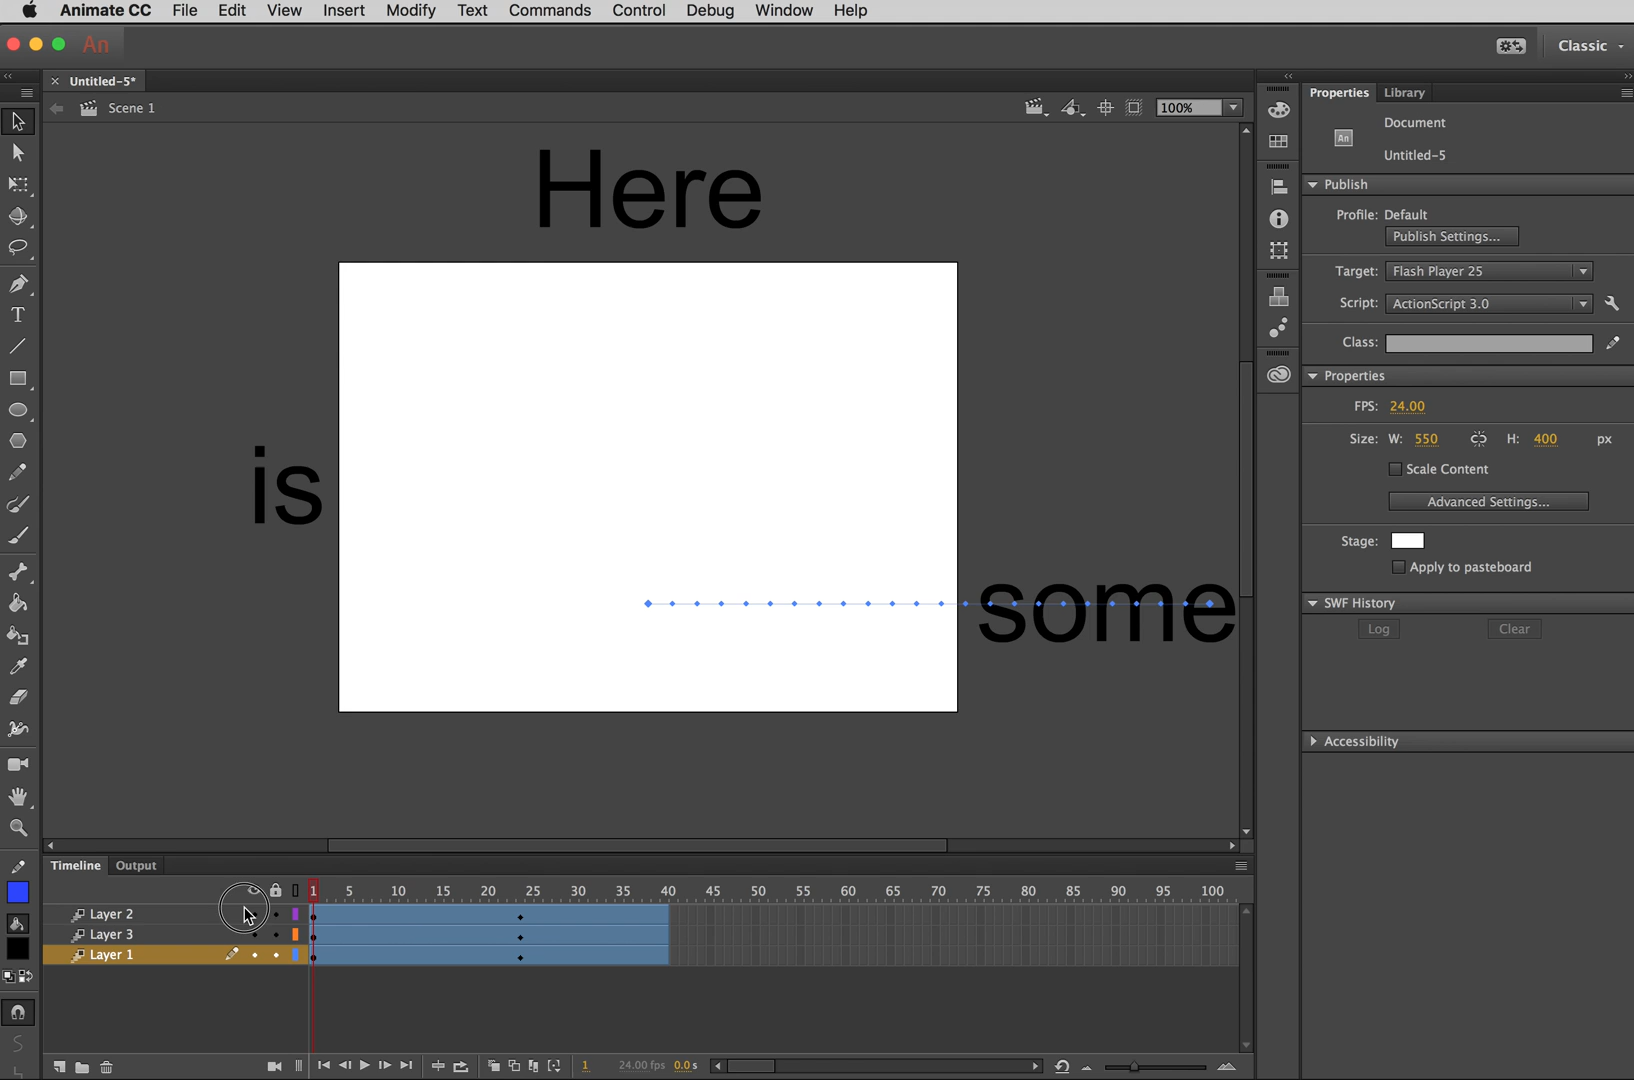 Animate CC File Edit View Insert Modify Text Commands Control Debug Window Help
An Classic
Untitled-5* Properties Library
Scene 1 100%
An Document
Untitled-5
Here
Publish
Profile: Default
Publish Settings...
Target: Flash Player 25
Script: ActionScript 3.0
Class:
Properties
FPS: 24.00
Size: W: 550 H: 400 px
Scale Content
is
Advanced Settings...
Stage:
Apply to pasteboard
some
SWF History
Log Clear
Accessibility
Timeline Output
1 5 10 15 20 25 30 35 40 45 50 55 60 65 70 75 80 85 90 95 100
Layer 2
Layer 3
Layer 1
1 24.00 fps 0.0 s